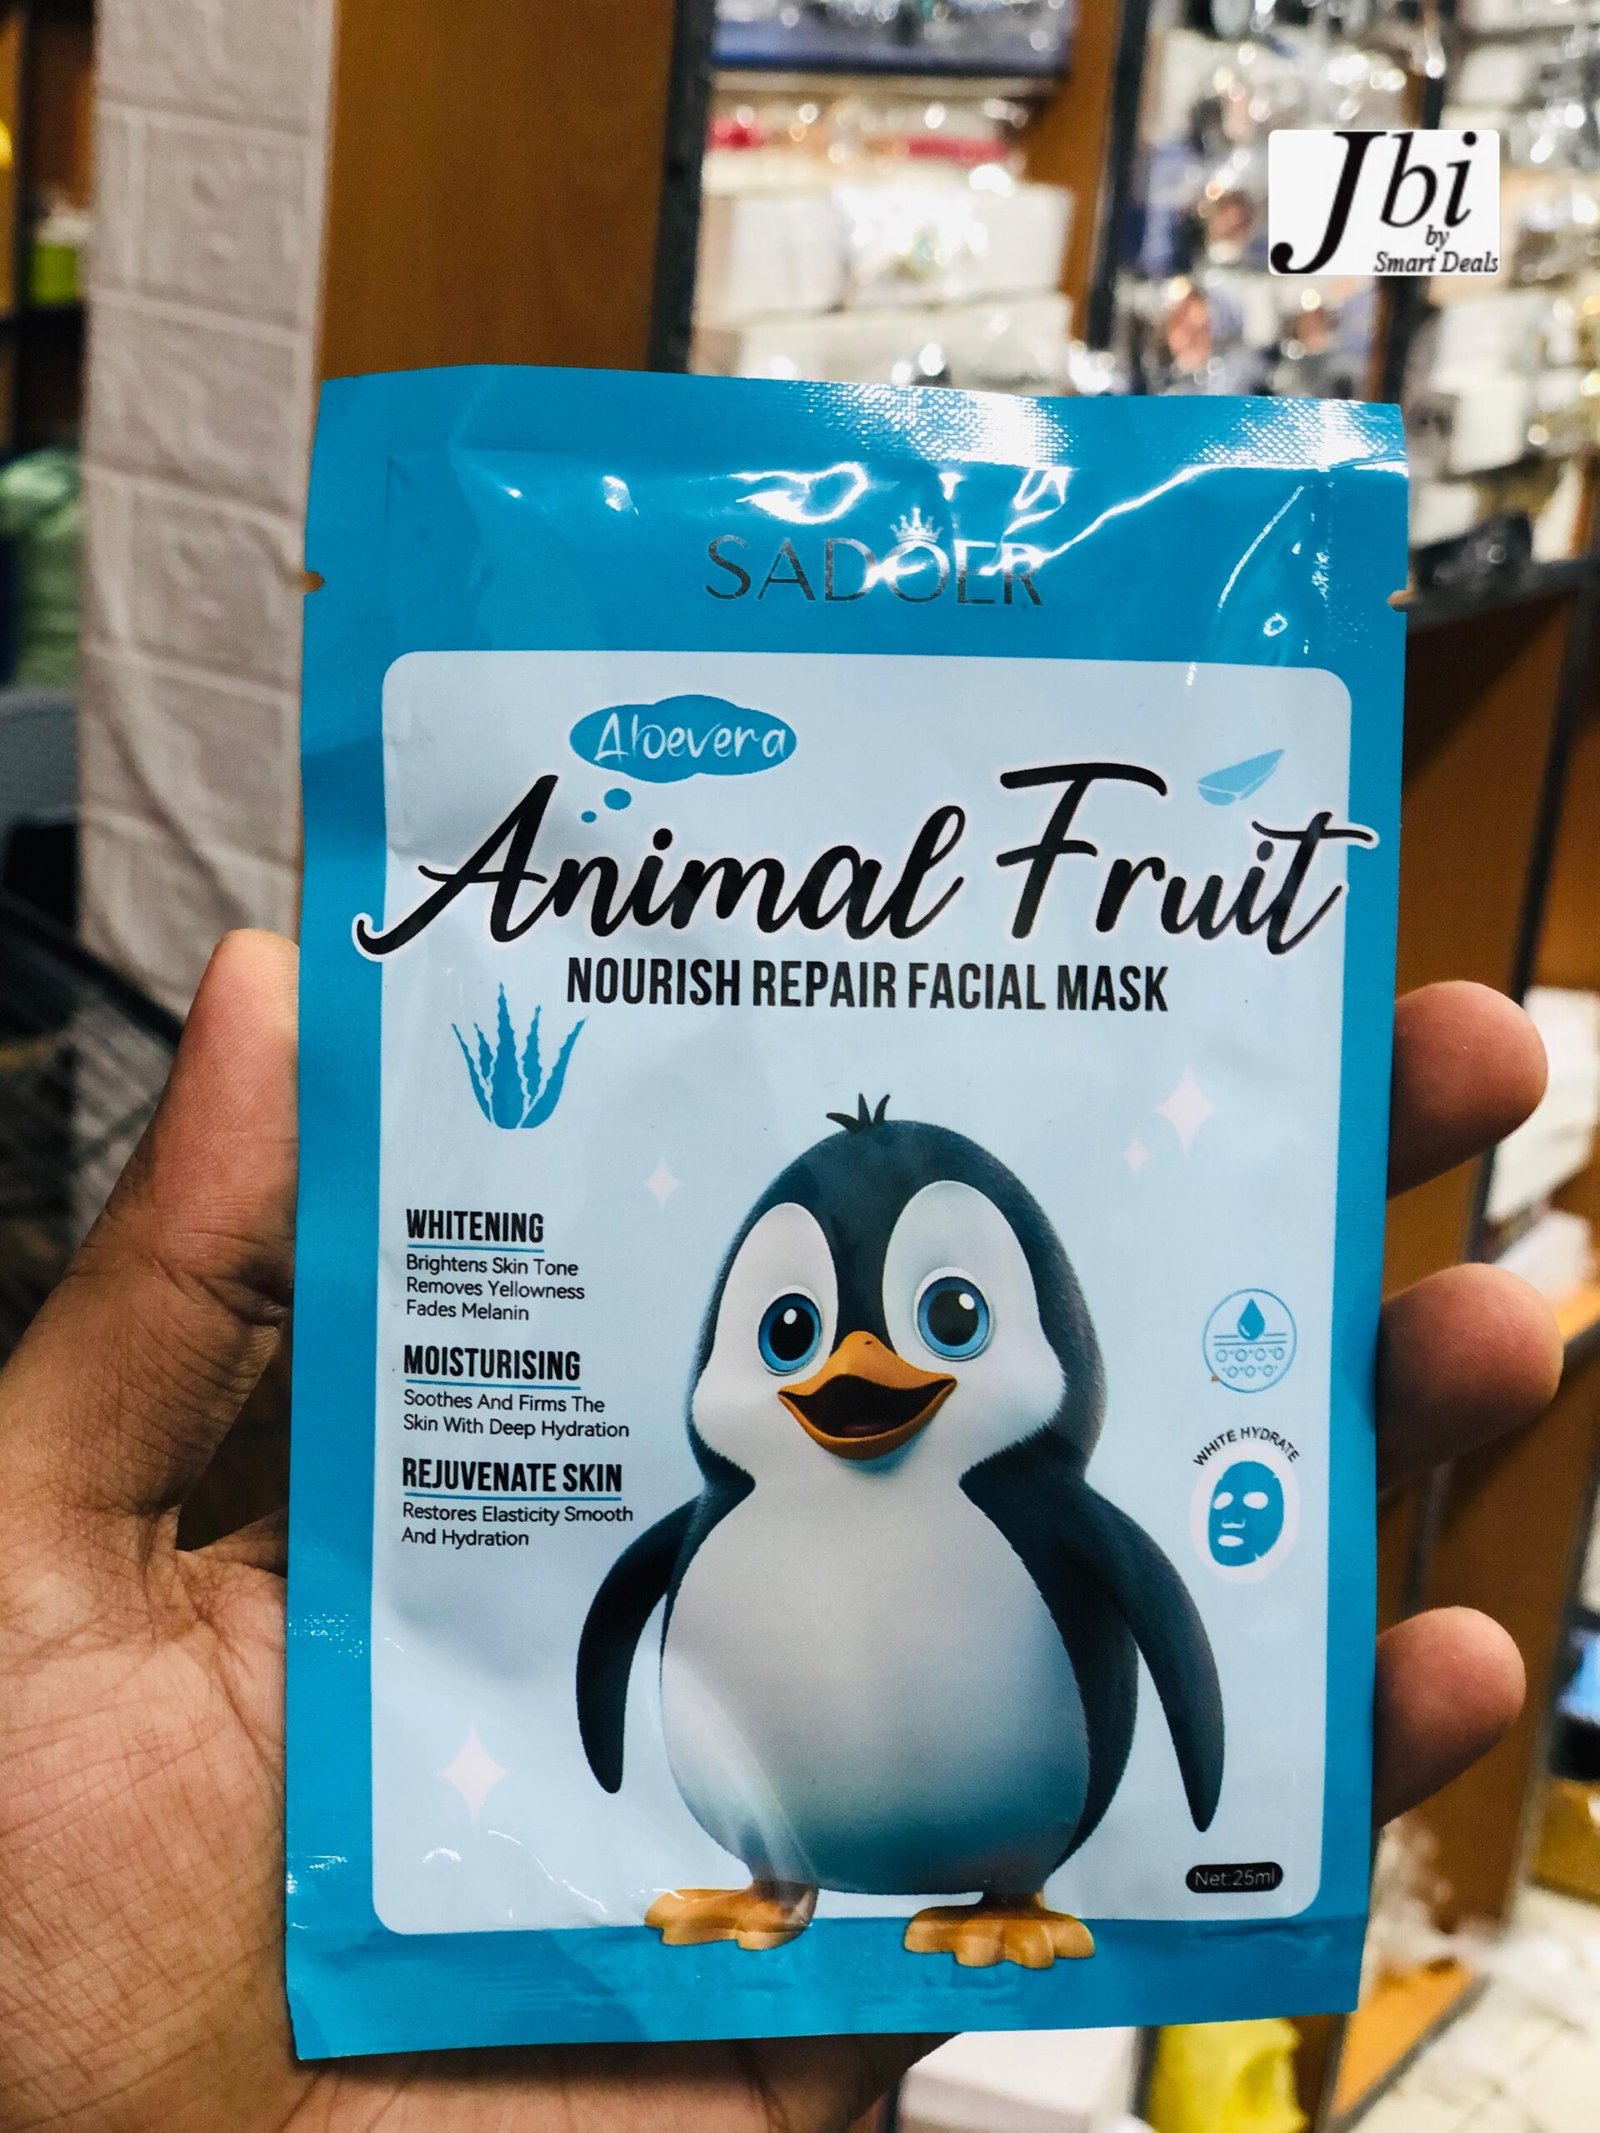 Jbi
by
Smart Deals
SADOER
Aloevera
Animal Fruit
NOURISH REPAIR FACIAL MASK
WHITENING
Brightens Skin Tone
Removes Yellowness
Fades Melanin
MOISTURISING
Soothes And Firms The
Skin With Deep Hydration
REJUVENATE SKIN
Restores Elasticity Smooth
And Hydration
WHITE HYDRATE
Net:25ml